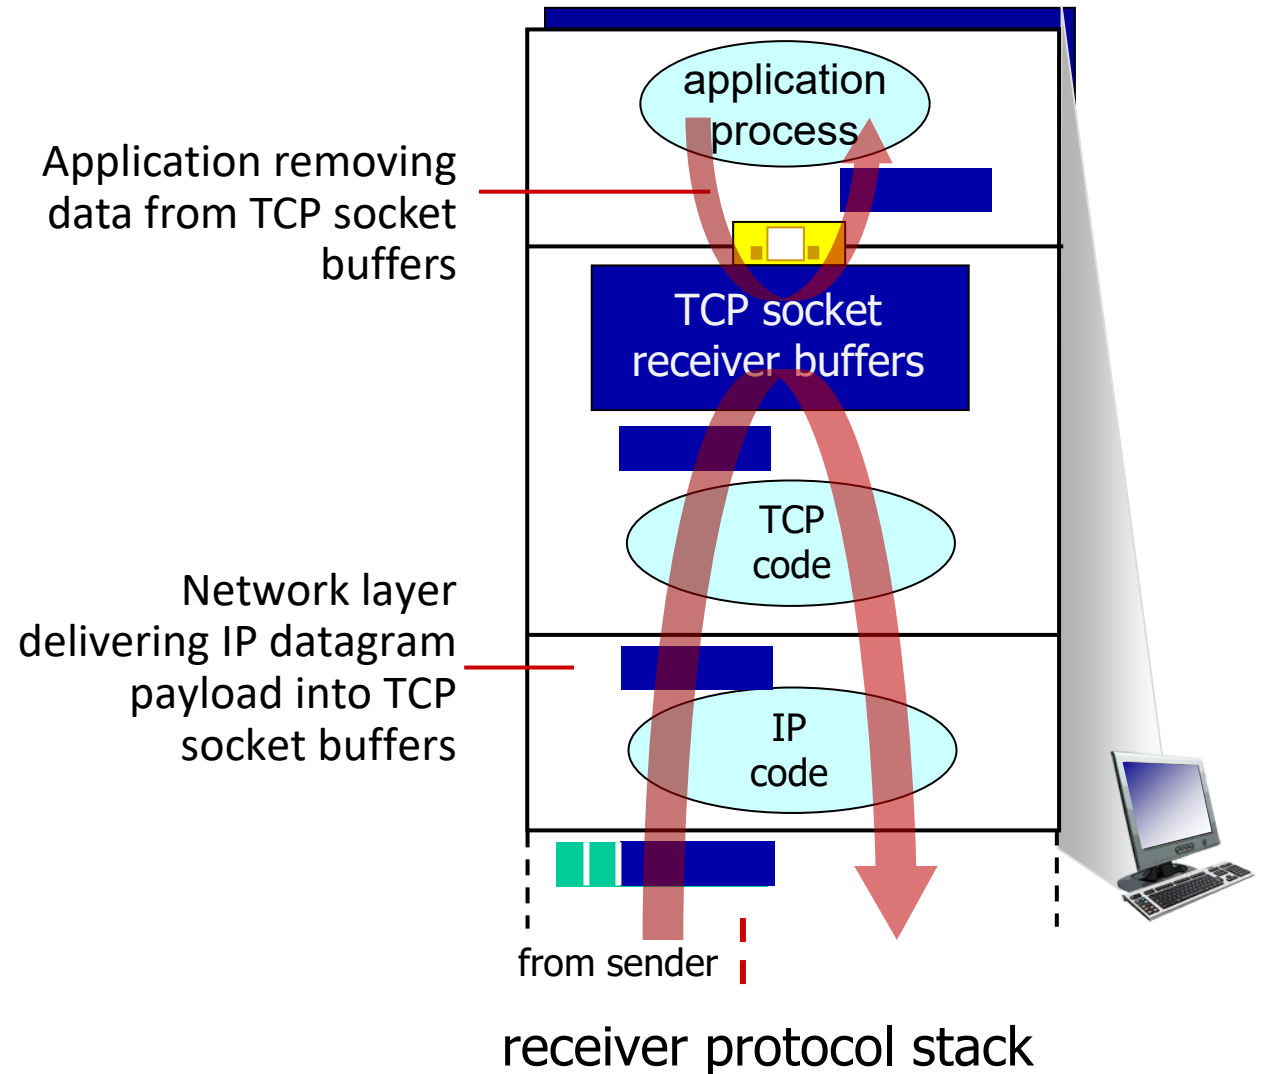 application
process
Application removing
data from TCP socket
buffers
TCP socket
receiver buffers
TCP
code
Network layer
delivering IP datagram
payload into TCP
socket buffers
IP
code
from sender
receiver protocol stack